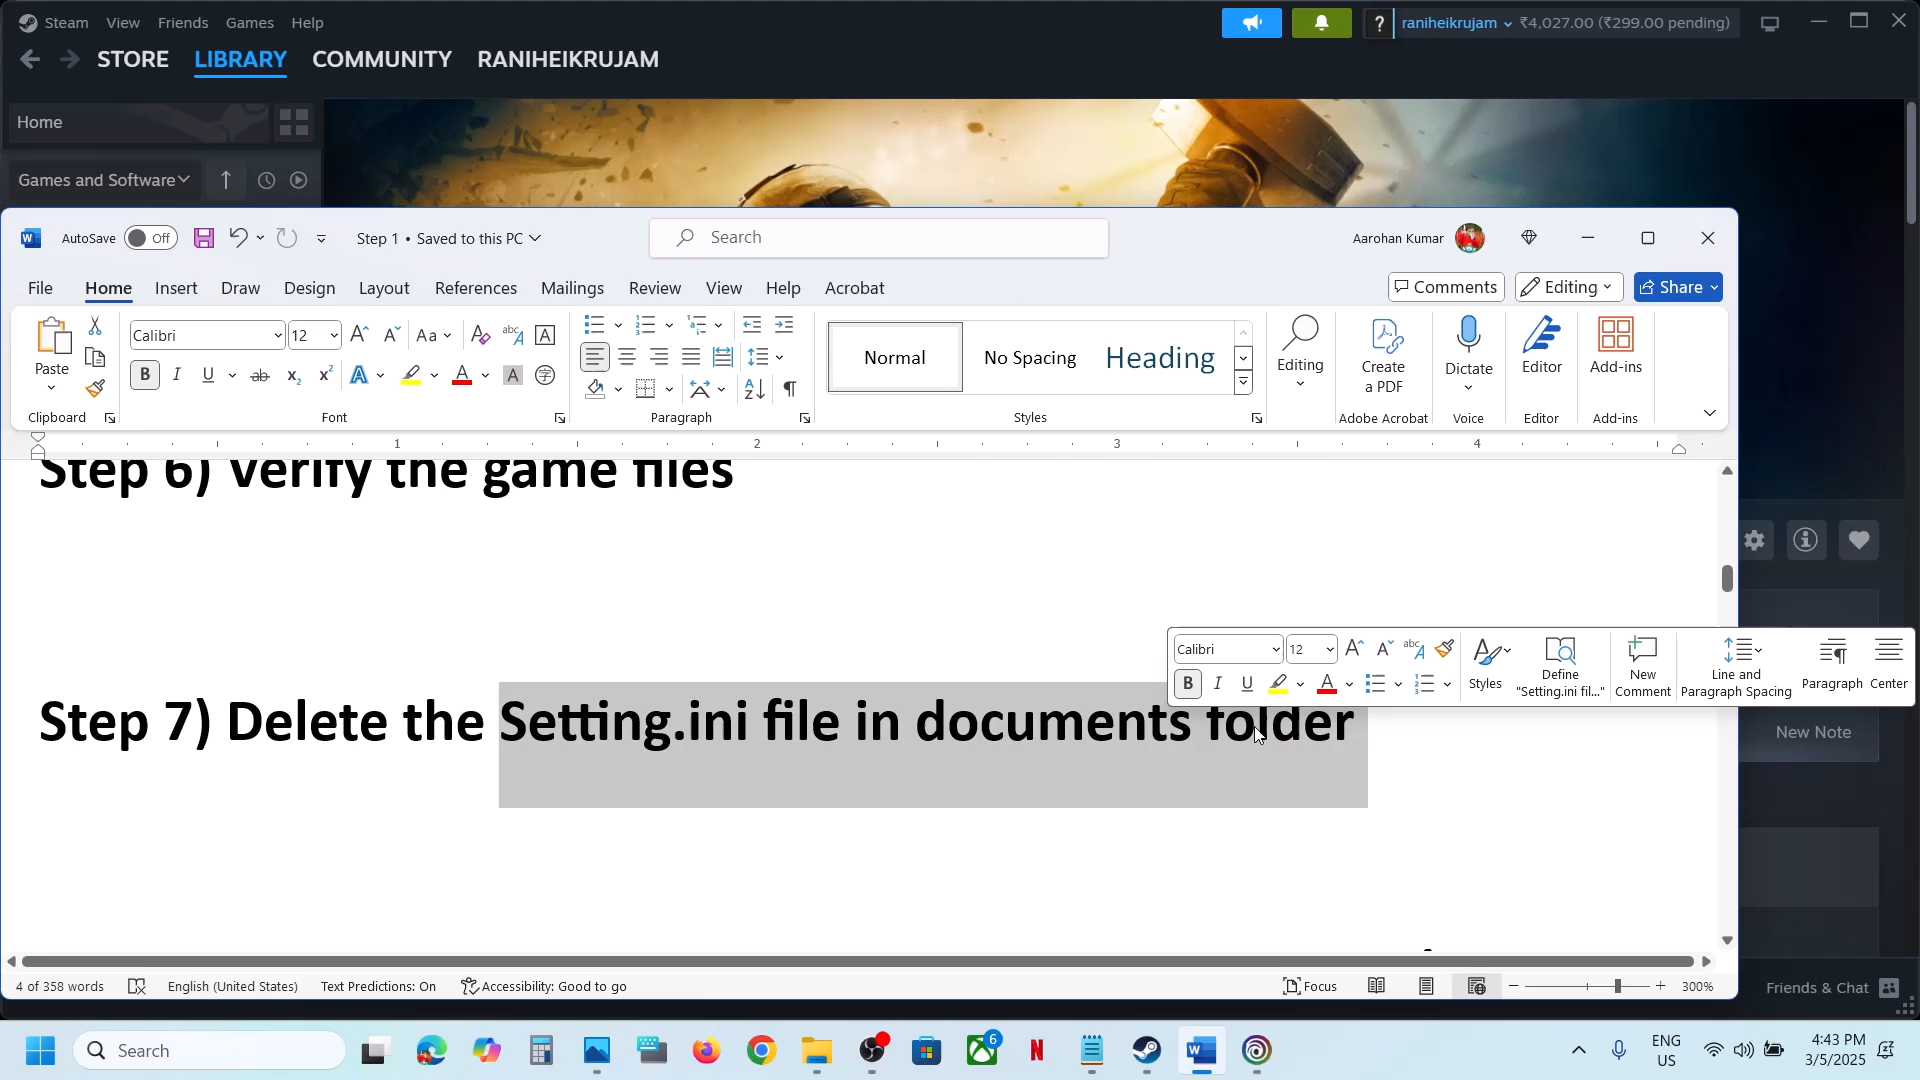 Steam View Friends Games Help
raniheikrujam ₹4,027.00 (₹299.00 pending)
STORE LIBRARY COMMUNITY RANIHEIKRUJAM
Home
Games and Software
AutoSave Off Step 1 • Saved to this PC Search Aarohan Kumar
File Home Insert Draw Design Layout References Mailings Review View Help Acrobat Comments Editing Share
Paste
Calibri 12 Aa
Normal No Spacing Heading
Editing Create a PDF Dictate Editor Add-ins
Clipboard Font Paragraph Styles Adobe Acrobat Voice Editor Add-ins
1 2 3 4
Step 6) Verify the game files
Calibri 12
Styles Define "Setting.ini fil..." New Comment Line and Paragraph Spacing Paragraph Center
Step 7) Delete the Setting.ini file in documents folder
New Note
4 of 358 words English (United States) Text Predictions: On Accessibility: Good to go Focus 300%
Friends & Chat
Search
6
ENG
US
4:43 PM
3/5/2025